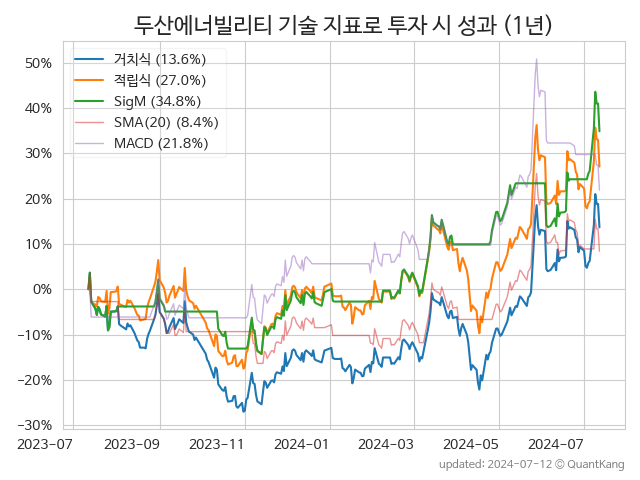 두산에너빌리티 기술 지표로 투자 시 성과 (1년)
거치식 (13.6%)
적립식 (27.0%)
SigM (34.8%)
SMA(20) (8.4%)
MACD (21.8%)
50%
40%
30%
20%
10%
0%
−10%
−20%
−30%
2023-07 2023-09 2023-11 2024-01 2024-03 2024-05 2024-07
updated: 2024-07-12 ⓒ QuantKang